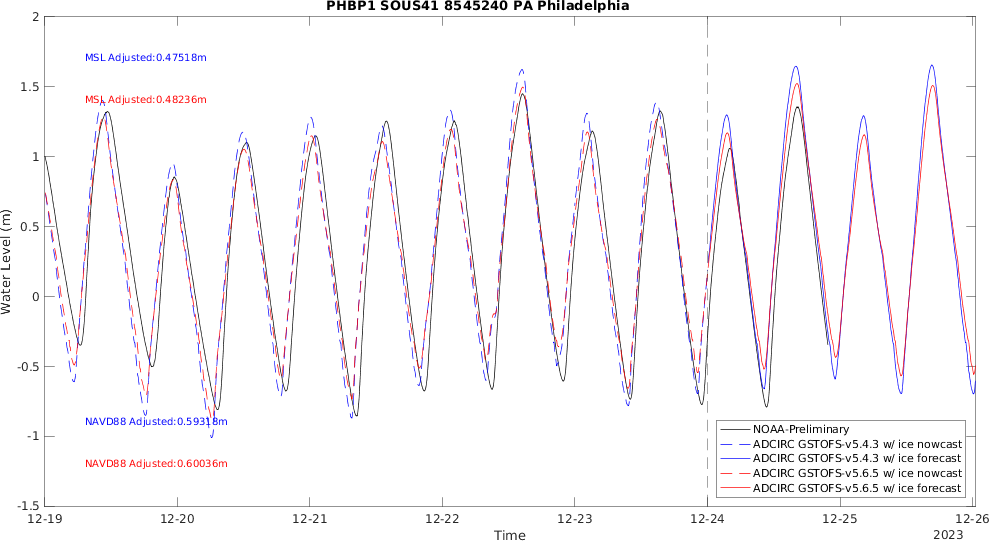 PHBP1 SOUS41 8545240 PA Philadelphia
2
MSL Adjusted:0.47518m
1.5
MSL Adjusted:0.48236m
1
0.5
Water Level (m)
0
-0.5
NAVD88 Adjusted:0.59318m
-1
NAVD88 Adjusted:0.60036m
-1.5
NOAA-Preliminary
ADCIRC GSTOFS-v5.4.3 w/ ice nowcast
ADCIRC GSTOFS-v5.4.3 w/ ice forecast
ADCIRC GSTOFS-v5.6.5 w/ ice nowcast
ADCIRC GSTOFS-v5.6.5 w/ ice forecast
12-19 12-20 12-21 12-22 12-23 12-24 12-25 12-26
Time
2023